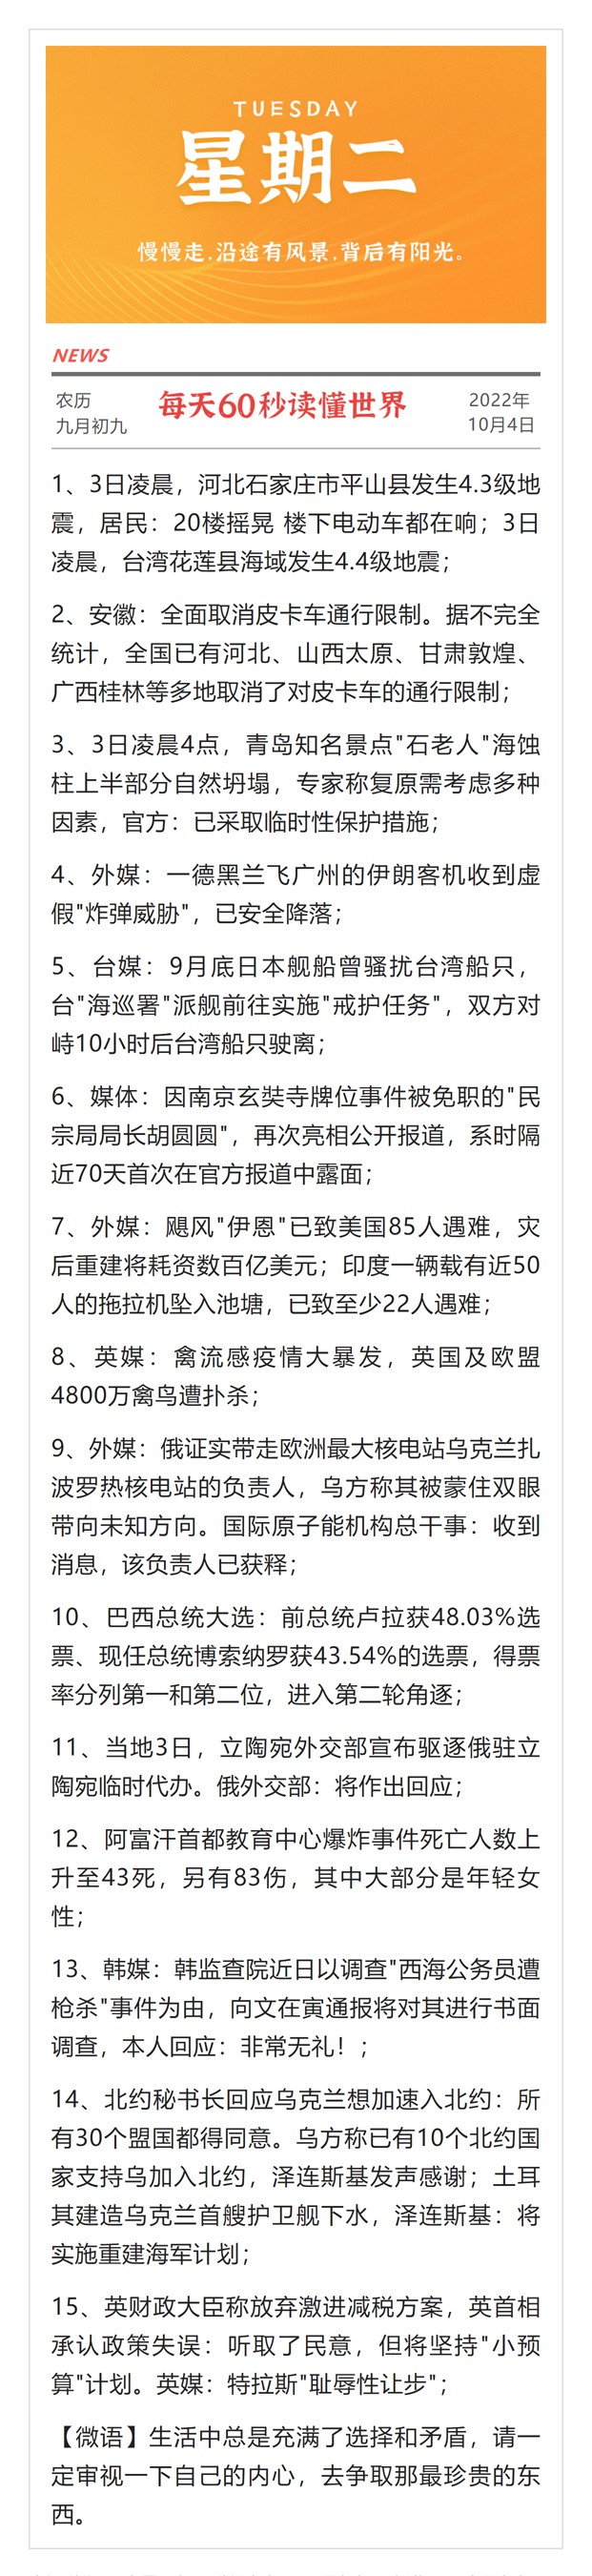 TUESDAY
星期二
慢慢走,沿途有风景,背后有阳光。
NEWS
农历
九月初九
每天60秒读懂世界
2022年
10月4日
1、3日凌晨，河北石家庄市平山县发生4.3级地
震，居民：20楼摇晃 楼下电动车都在响；3日
凌晨，台湾花莲县海域发生4.4级地震；
2、安徽：全面取消皮卡车通行限制。据不完全
统计，全国已有河北、山西太原、甘肃敦煌、
广西桂林等多地取消了对皮卡车的通行限制；
3、3日凌晨4点，青岛知名景点"石老人"海蚀
柱上半部分自然坍塌，专家称复原需考虑多种
因素，官方：已采取临时性保护措施；
4、外媒：一德黑兰飞广州的伊朗客机收到虚
假"炸弹威胁"，已安全降落；
5、台媒：9月底日本舰船曾骚扰台湾船只，
台"海巡署"派舰前往实施"戒护任务"，双方对
峙10小时后台湾船只驶离；
6、媒体：因南京玄奘寺牌位事件被免职的"民
宗局局长胡圆圆"，再次亮相公开报道，系时隔
近70天首次在官方报道中露面；
7、外媒：飓风"伊恩"已致美国85人遇难，灾
后重建将耗资数百亿美元；印度一辆载有近50
人的拖拉机坠入池塘，已致至少22人遇难；
8、英媒：禽流感疫情大暴发，英国及欧盟
4800万禽鸟遭扑杀；
9、外媒：俄证实带走欧洲最大核电站乌克兰扎
波罗热核电站的负责人，乌方称其被蒙住双眼
带向未知方向。国际原子能机构总干事：收到
消息，该负责人已获释；
10、巴西总统大选：前总统卢拉获48.03%选
票、现任总统博索纳罗获43.54%的选票，得票
率分列第一和第二位，进入第二轮角逐；
11、当地3日，立陶宛外交部宣布驱逐俄驻立
陶宛临时代办。俄外交部：将作出回应；
12、阿富汗首都教育中心爆炸事件死亡人数上
升至43死，另有83伤，其中大部分是年轻女
性；
13、韩媒：韩监查院近日以调查"西海公务员遭
枪杀"事件为由，向文在寅通报将对其进行书面
调查，本人回应：非常无礼！；
14、北约秘书长回应乌克兰想加速入北约：所
有30个盟国都得同意。乌方称已有10个北约国
家支持乌加入北约，泽连斯基发声感谢；土耳
其建造乌克兰首艘护卫舰下水，泽连斯基：将
实施重建海军计划；
15、英财政大臣称放弃激进减税方案，英首相
承认政策失误：听取了民意，但将坚持"小预
算"计划。英媒：特拉斯"耻辱性让步"；
【微语】生活中总是充满了选择和矛盾，请一
定审视一下自己的内心，去争取那最珍贵的东
西。